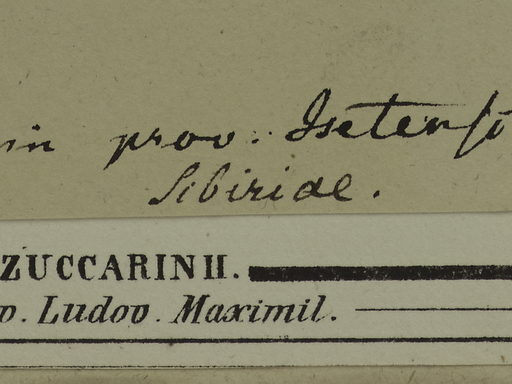 in prov. Isetensi
Sibiriae.
ZUCCARINII.
v. Ludov. Maximil.